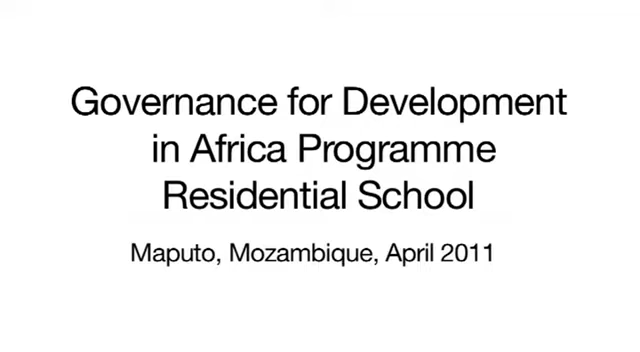 Governance for Development
in Africa Programme
Residential School
Maputo, Mozambique, April 2011